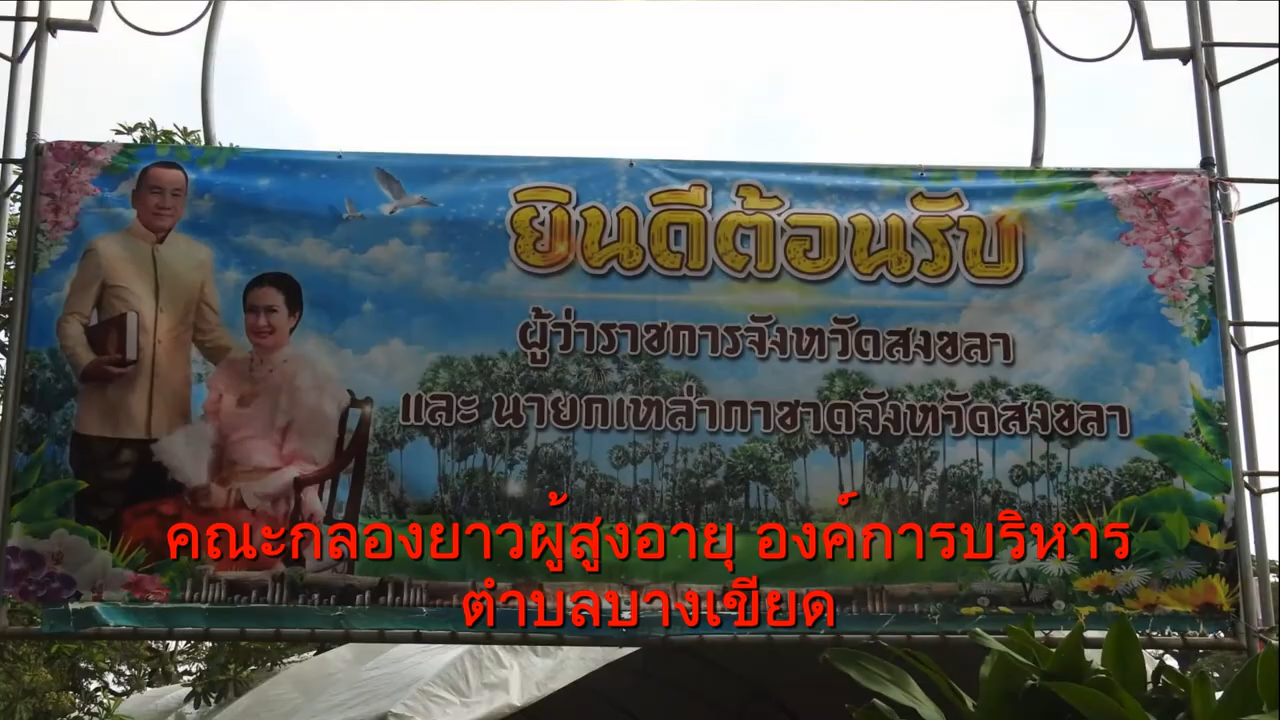 ยินดีต้อนรับ
ผู้ว่าราชการจังหวัดสงขลา
และ นายกเหล่ากาชาดจังหวัดสงขลา
คณะกลองยาวผู้สูงอายุ องค์การบริหาร
ตำบลบางเขียด